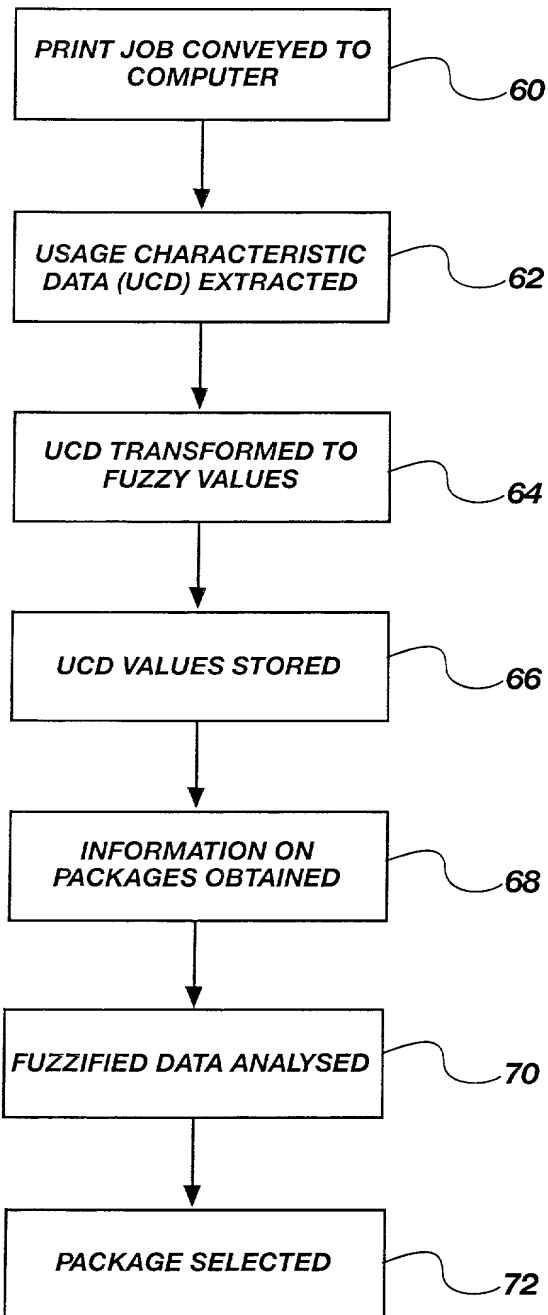 PRINT JOB CONVEYED TO
COMPUTER
60
USAGE CHARACTERISTIC
DATA (UCD) EXTRACTED
62
UCD TRANSFORMED TO
FUZZY VALUES
64
UCD VALUES STORED
66
INFORMATION ON
PACKAGES OBTAINED
68
FUZZIFIED DATA ANALYSED
70
PACKAGE SELECTED
72